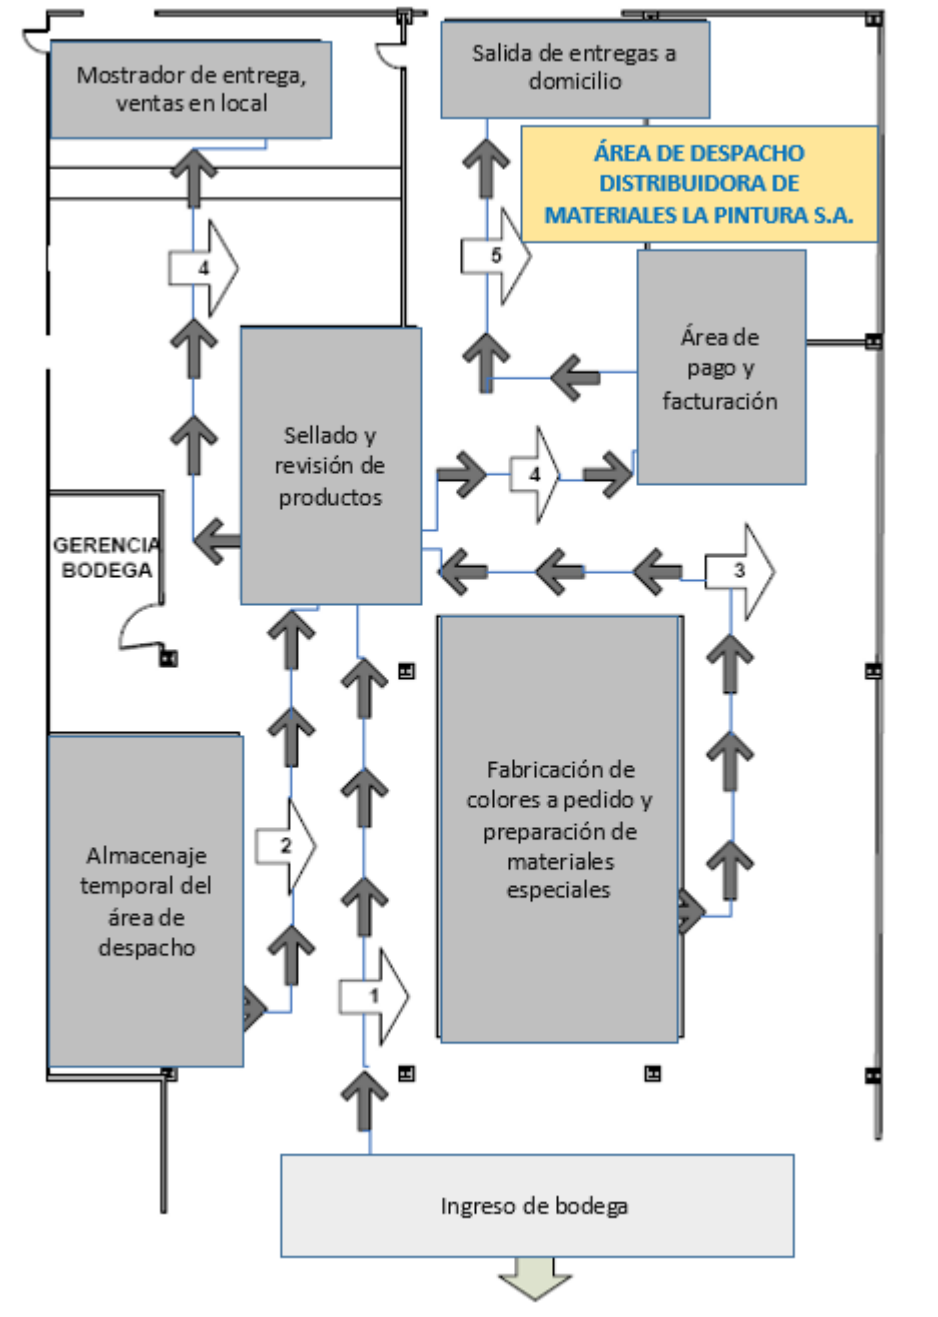 Mostrador de entrega,
ventas en local
Salida de entregas a
domicilio
ÁREA DE DESPACHO
DISTRIBUIDORA DE
MATERIALES LA PINTURA S.A.
4
5
Área de
pago y
facturación
Sellado y
revisión de
productos
4
GERENCIA
BODEGA
3
Almacenaje
temporal del
área de
despacho
2
1
Fabricación de
colores a pedido y
preparación de
materiales
especiales
Ingreso de bodega